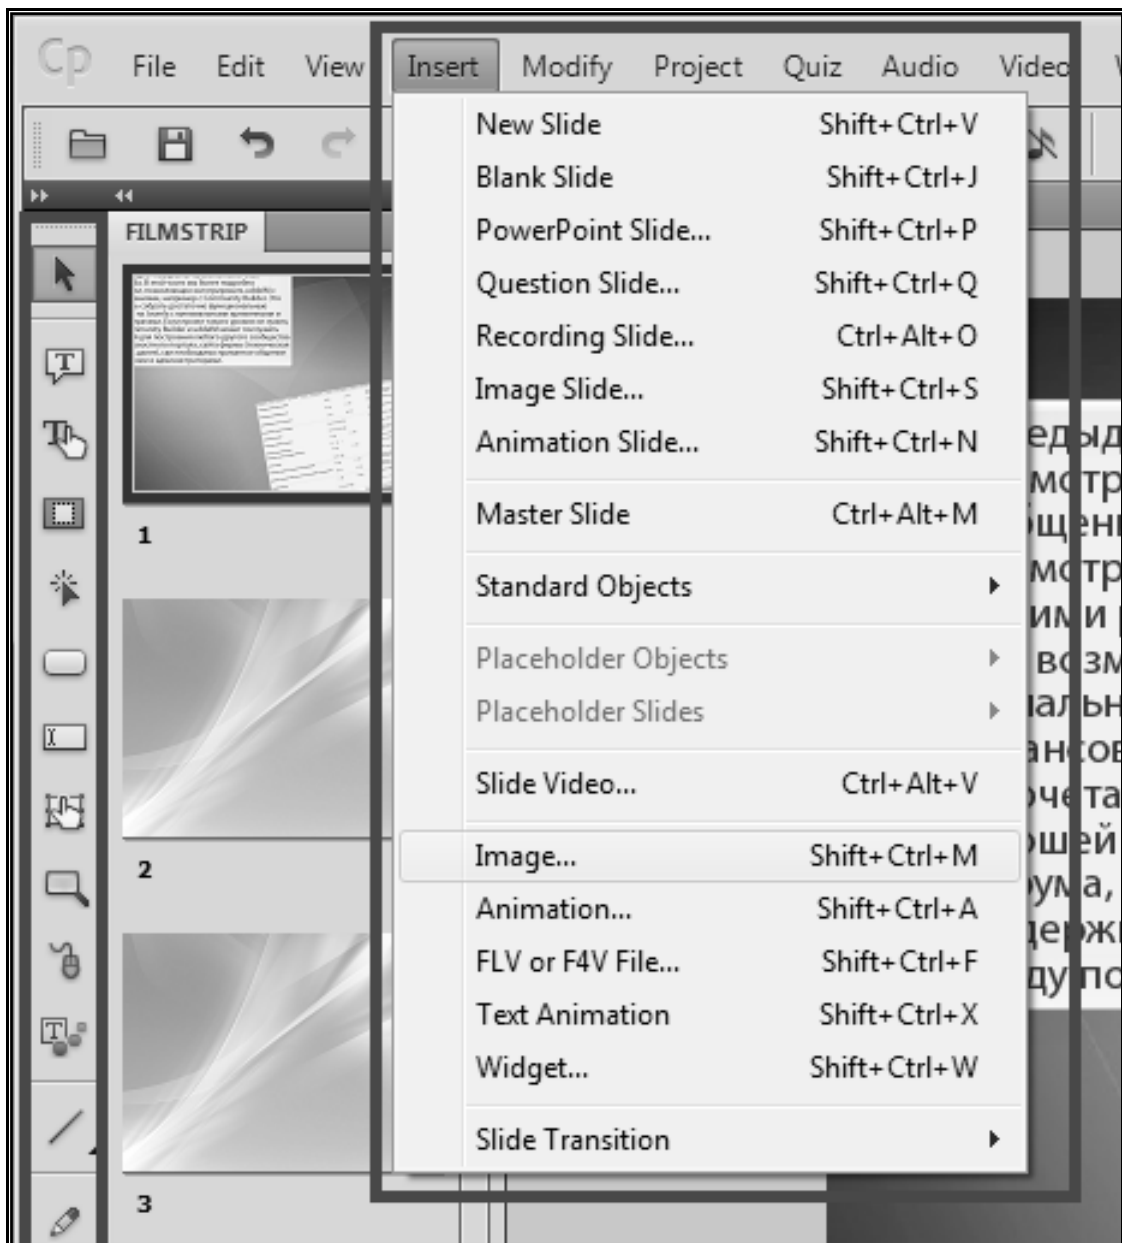 Cp File Edit View Insert Modify Project Quiz Audio Video
FILMSTRIP
New Slide Shift+Ctrl+V
Blank Slide Shift+Ctrl+J
PowerPoint Slide... Shift+Ctrl+P
Question Slide... Shift+Ctrl+Q
Recording Slide... Ctrl+Alt+O
Image Slide... Shift+Ctrl+S
Animation Slide... Shift+Ctrl+N
Master Slide Ctrl+Alt+M
Standard Objects
Placeholder Objects
Placeholder Slides
Slide Video... Ctrl+Alt+V
Image... Shift+Ctrl+M
Animation... Shift+Ctrl+A
FLV or F4V File... Shift+Ctrl+F
Text Animation Shift+Ctrl+X
Widget... Shift+Ctrl+W
Slide Transition
1
2
3